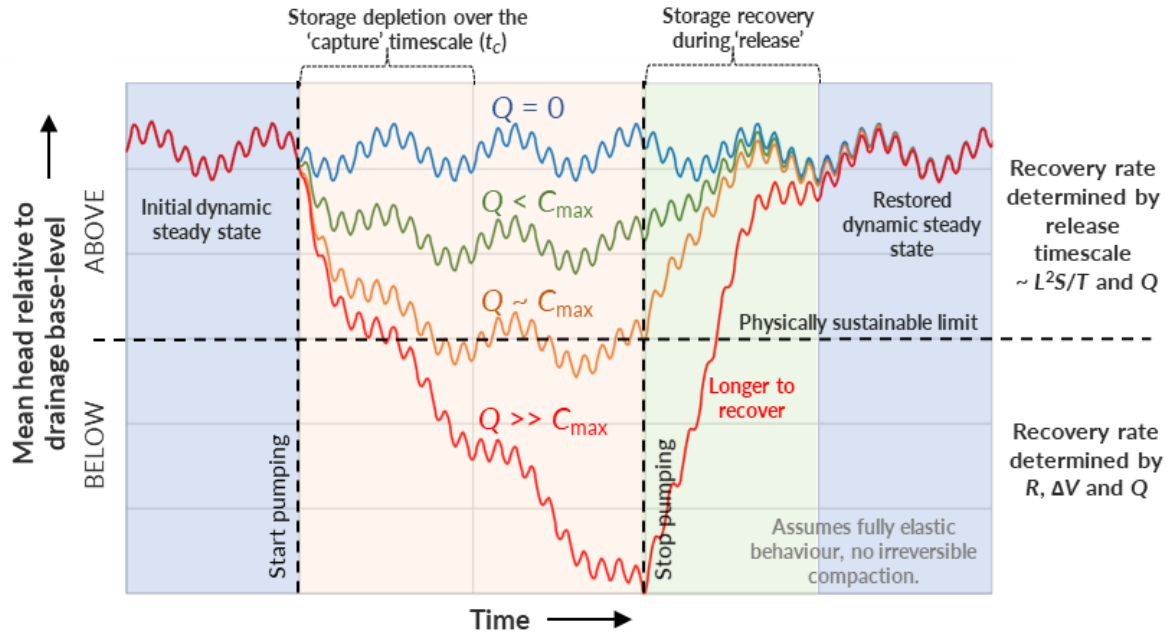 Storage depletion over the
‘capture’ timescale (tC)
Storage recovery
during ‘release’
Mean head relative to
drainage base-level
ABOVE
BELOW
Initial dynamic
steady state
Start pumping
Q = 0
Q < Cmax
Q ~ Cmax
Q >> Cmax
Stop pumping
Restored
dynamic steady
state
Physically sustainable limit
Longer to
recover
Assumes fully elastic
behaviour, no irreversible
compaction.
Recovery rate
determined by
release
timescale
~ L²S/T and Q
Recovery rate
determined by
R, ΔV and Q
Time